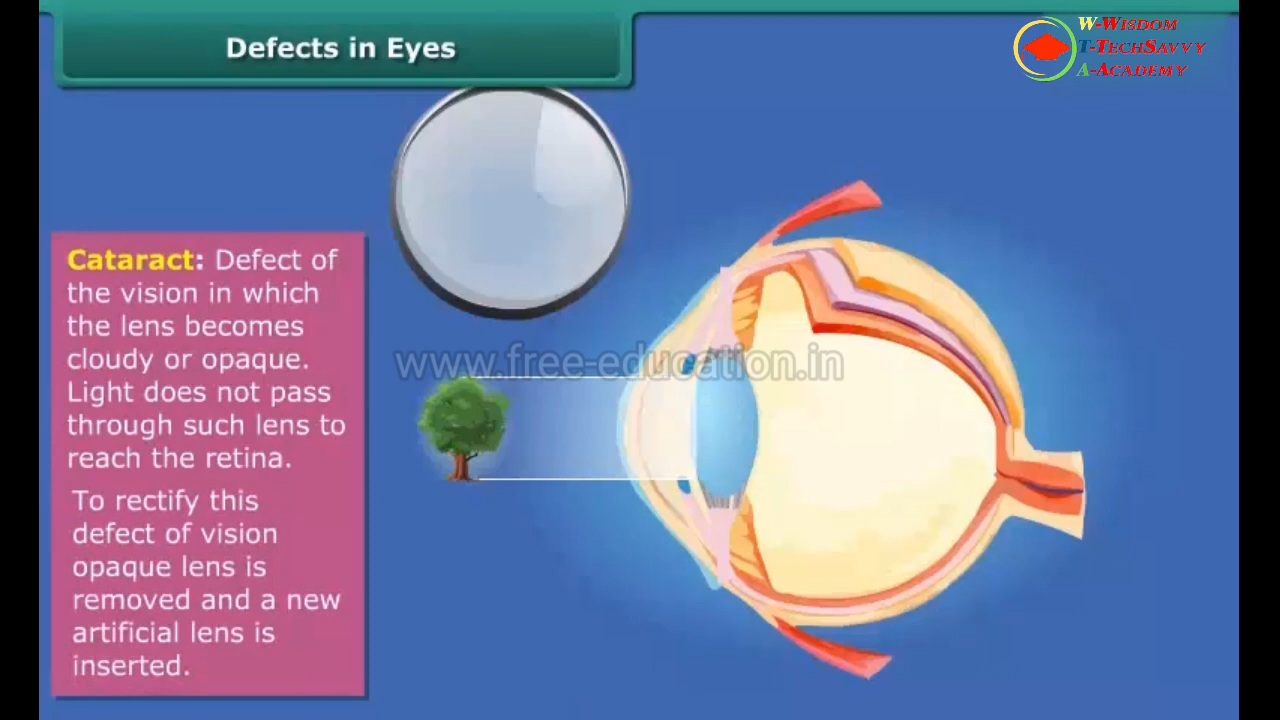 Defects in Eyes
W-Wisdom
T-TechSavvy
A-Academy
Cataract: Defect of
the vision in which
the lens becomes
cloudy or opaque.
Light does not pass
through such lens to
reach the retina.
To rectify this
defect of vision
opaque lens is
removed and a new
artificial lens is
inserted.
www.free-education.in